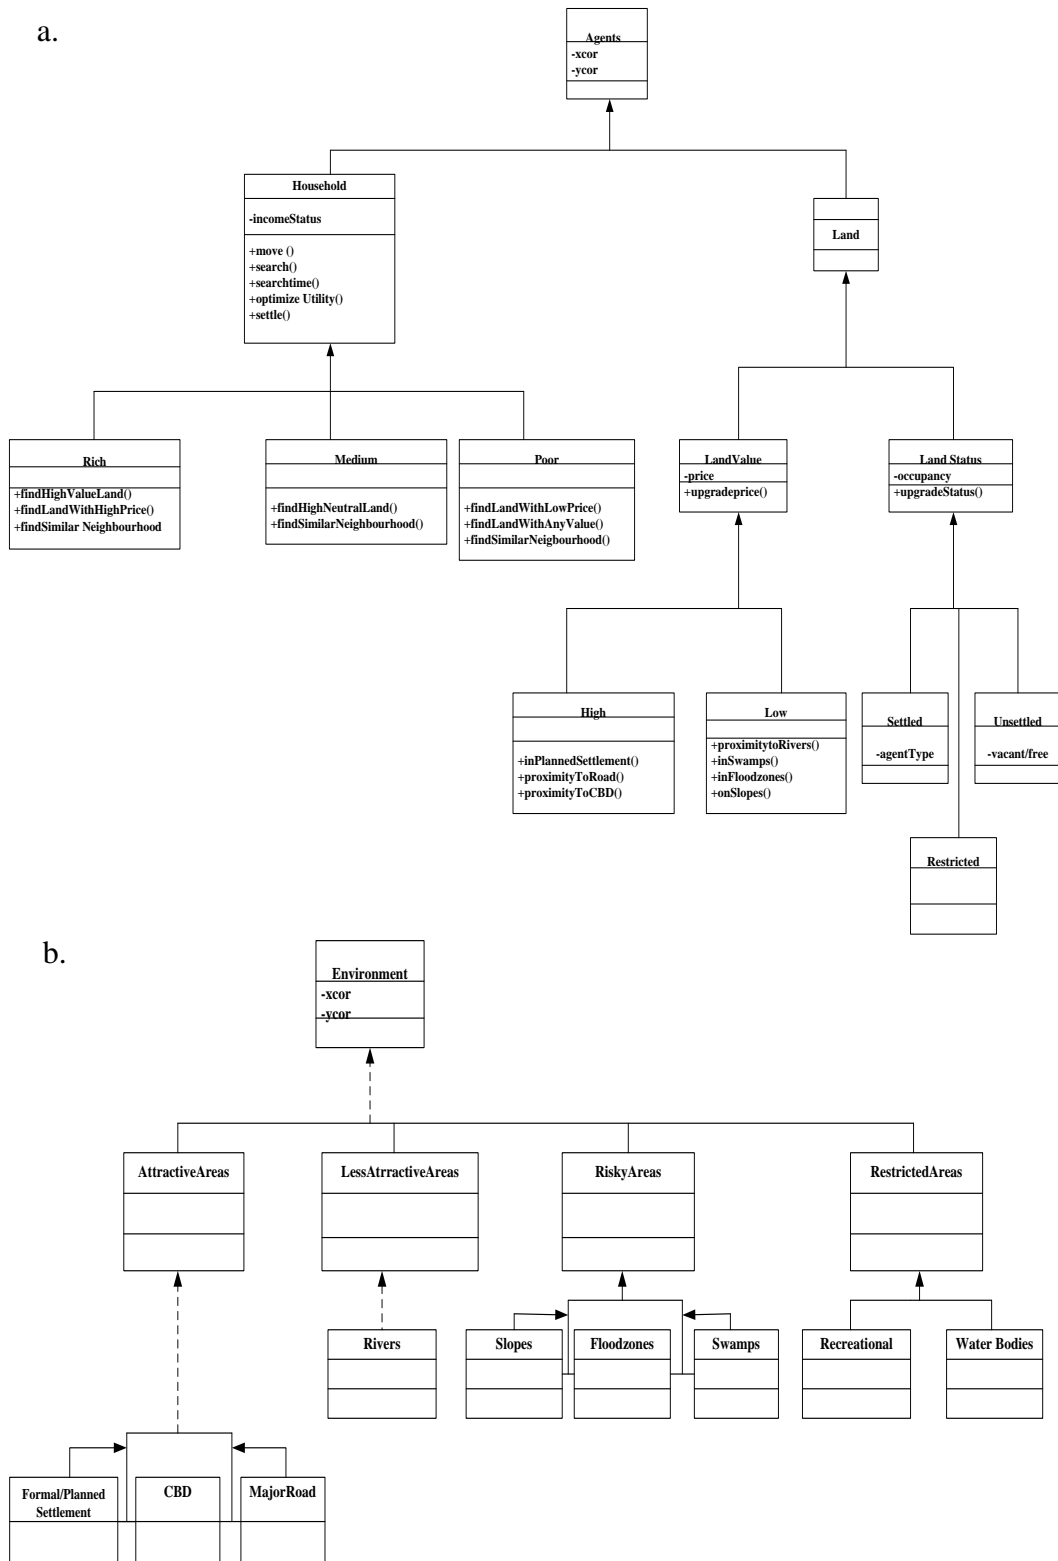 a.
Agents
-xcor
-ycor
Household
-incomeStatus
+move ()
+search()
+searchtime()
+optimize Utility()
+settle()
Land
Rich
+findHighValueLand()
+findLandWithHighPrice()
+findSimilar Neighbourhood
Medium
+findHighNeutralLand()
+findSimilarNeighbourhood()
Poor
+findLandWithLowPrice()
+findLandWithAnyValue()
+findSimilarNeigbourhood()
LandValue
-price
+upgradeprice()
Land Status
-occupancy
+upgradeStatus()
High
+inPlannedSettlement()
+proximityToRoad()
+proximityToCBD()
Low
+proximitytoRivers()
+inSwamps()
+inFloodzones()
+onSlopes()
Settled
-agentType
Unsettled
-vacant/free
Restricted
b.
Environment
-xcor
-ycor
AttractiveAreas
LessAtrractiveAreas
RiskyAreas
RestrictedAreas
Rivers
Slopes
Floodzones
Swamps
Recreational
Water Bodies
Formal/Planned
Settlement
CBD
MajorRoad